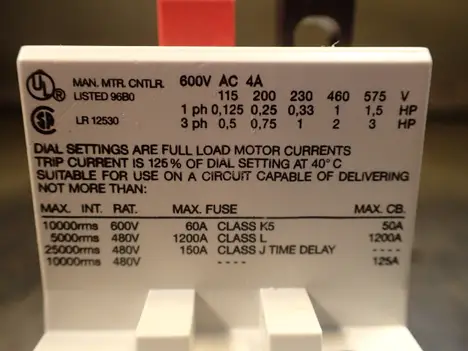 UL ® MAN. MTR. CNTLR. 600V AC 4A
LISTED 96B0 115 200 230 460 575 V
1 ph 0,125 0,25 0,33 1 1,5 HP
SA LR 12530 3 ph 0,5 0,75 1 2 3 HP
DIAL SETTINGS ARE FULL LOAD MOTOR CURRENTS
TRIP CURRENT IS 125% OF DIAL SETTING AT 40°C
SUITABLE FOR USE ON A CIRCUIT CAPABLE OF DELIVERING
NOT MORE THAN:
MAX. INT. RAT. MAX. FUSE MAX. CB.
10000rms 600V 60A CLASS K5 50A
5000rms 480V 1200A CLASS L 1200A
25000rms 480V 150A CLASS J TIME DELAY ----
10000rms 480V ---- 125A